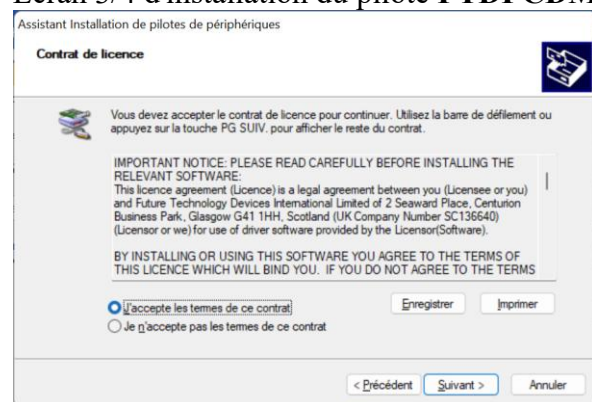 Ecran 3/4 d'installation du pilote FTDI CDM
Assistant Installation de pilotes de périphériques
Contrat de licence
Vous devez accepter le contrat de licence pour continuer. Utilisez la barre de défilement ou
appuyez sur la touche PG SUIV. pour afficher le reste du contrat.
IMPORTANT NOTICE: PLEASE READ CAREFULLY BEFORE INSTALLING THE
RELEVANT SOFTWARE:
This licence agreement (Licence) is a legal agreement between you (Licensee or you)
and Future Technology Devices International Limited of 2 Seaward Place, Centurion
Business Park, Glasgow G41 1HH, Scotland (UK Company Number SC136640)
(Licensor or we) for use of driver software provided by the Licensor(Software).
BY INSTALLING OR USING THIS SOFTWARE YOU AGREE TO THE TERMS OF
THIS LICENCE WHICH WILL BIND YOU. IF YOU DO NOT AGREE TO THE TERMS
J'accepte les termes de ce contrat
Enregistrer
Imprimer
Je n'accepte pas les termes de ce contrat
< Précédent
Suivant >
Annuler